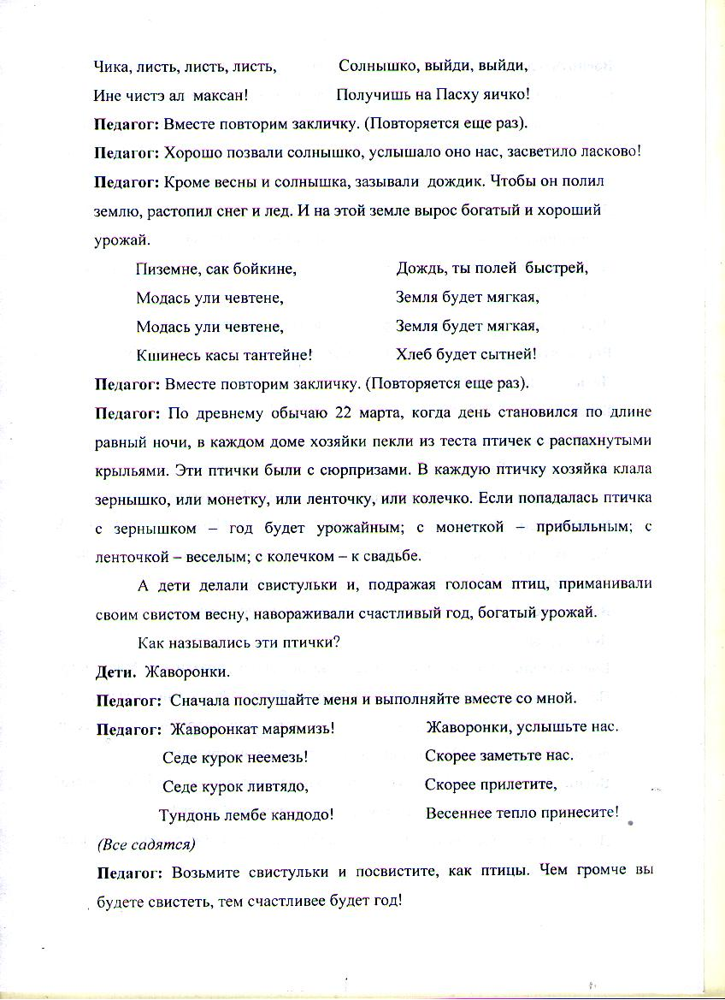 Чика, листь, листь, листь, Солнышко, выйди, выйди,
Ине чистэ ал максан! Получишь на Пасху яичко!
Педагог: Вместе повторим закличку. (Повторяется еще раз).
Педагог: Хорошо позвали солнышко, услышало оно нас, засветило ласково!
Педагог: Кроме весны и солнышка, зазывали дождик. Чтобы он полил
землю, растопил снег и лед. И на этой земле вырос богатый и хороший
урожай.
Пиземне, сак бойкине, Дождь, ты полей быстрей,
Модась ули чевтене, Земля будет мягкая,
Модась ули чевтене, Земля будет мягкая,
Кшинесь касы тантейне! Хлеб будет сытней!
Педагог: Вместе повторим закличку. (Повторяется еще раз).
Педагог: По древнему обычаю 22 марта, когда день становился по длине
равный ночи, в каждом доме хозяйки пекли из теста птичек с распахнутыми
крыльями. Эти птички были с сюрпризами. В каждую птичку хозяйка клала
зернышко, или монетку, или ленточку, или колечко. Если попадалась птичка
с зернышком – год будет урожайным; с монеткой – прибыльным; с
ленточкой – веселым; с колечком – к свадьбе.
А дети делали свистульки и, подражая голосам птиц, приманивали
своим свистом весну, навораживали счастливый год, богатый урожай.
Как назывались эти птички?
Дети. Жаворонки.
Педагог: Сначала послушайте меня и выполняйте вместе со мной.
Педагог: Жаворонкат марямизь! Жаворонки, услышьте нас.
Седе курок неемезь! Скорее заметьте нас.
Седе курок ливтядо, Скорее прилетите,
Тундонь лембе кандодо! Весеннее тепло принесите!
(Все садятся)
Педагог: Возьмите свистульки и посвистите, как птицы. Чем громче вы
будете свистеть, тем счастливее будет год!